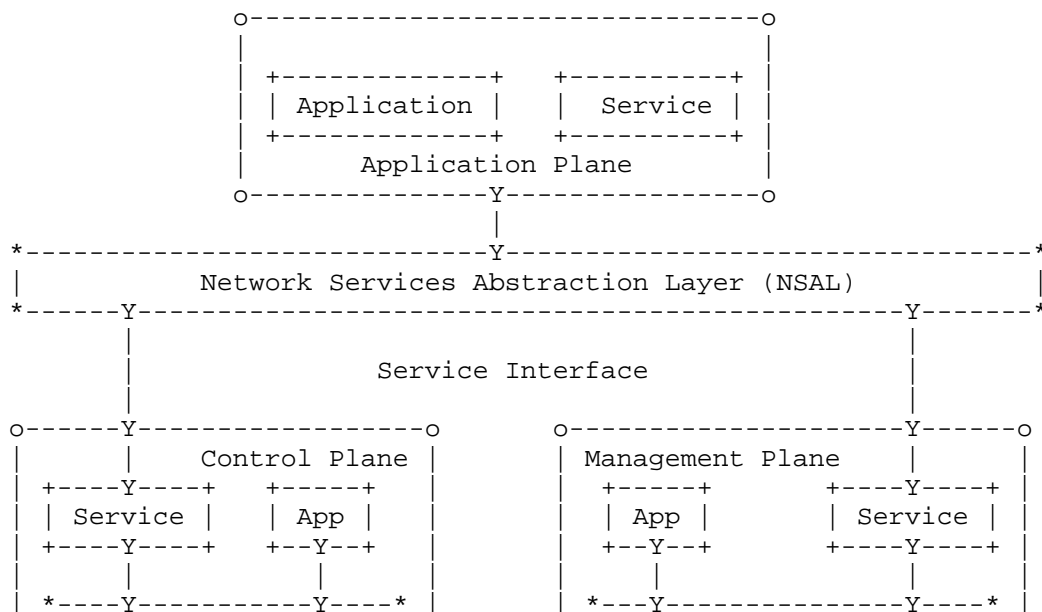 o--------------------------------o
|                                |
| +-------------+   +----------+ |
| | Application |   |  Service | |
| +-------------+   +----------+ |
|       Application Plane        |
o---------------Y----------------o
|
*-----------------------------Y---------------------------------*
|           Network Services Abstraction Layer (NSAL)           |
*------Y------------------------------------------------Y-------*
|                                                |
|               Service Interface                |
|                                                |
o------Y------------------o       o---------------------Y------o
|      |    Control Plane |       | Management Plane    |      |
| +----Y----+   +-----+   |       |  +-----+       +----Y----+ |
| | Service |   | App |   |       |  | App |       | Service | |
| +----Y----+   +--Y--+   |       |  +--Y--+       +----Y----+ |
|      |           |      |       |     |               |      |
| *----Y-----------Y----* |       | *---Y---------------Y----* |